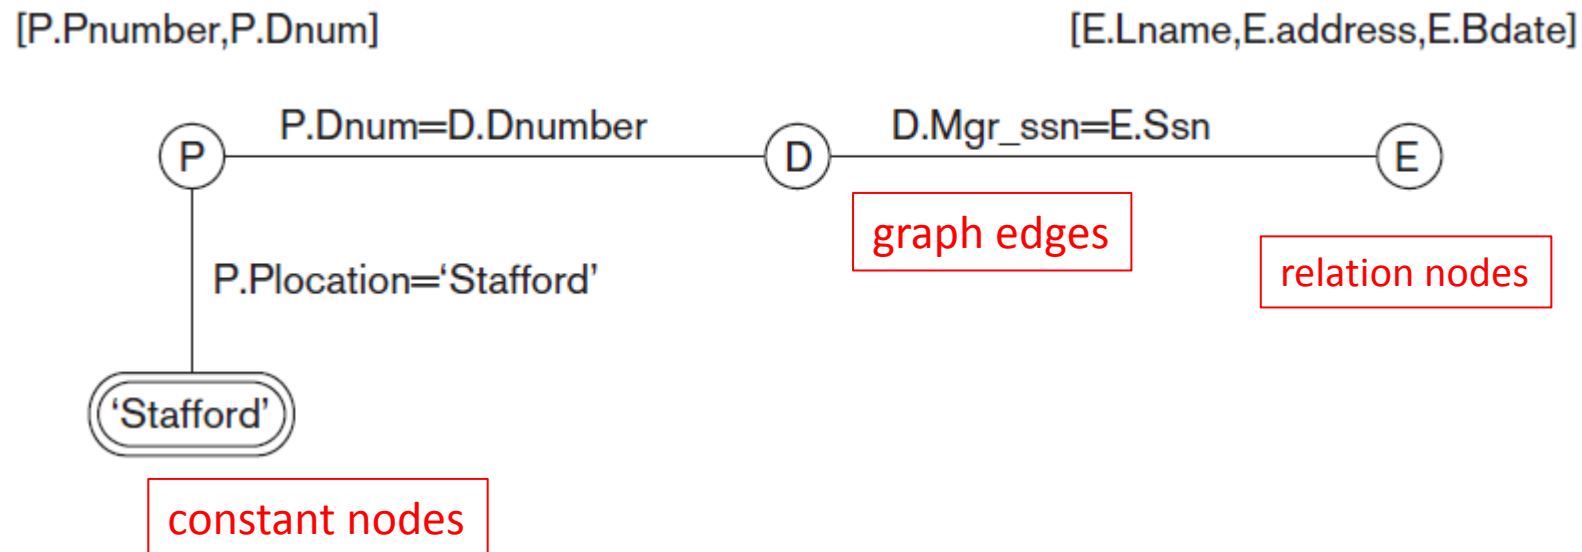 [P.Pnumber,P.Dnum]
[E.Lname,E.address,E.Bdate]
P.Dnum=D.Dnumber
D.Mgr_ssn=E.Ssn
P
D
E
graph edges
relation nodes
P.Plocation=‘Stafford’
‘Stafford’
constant nodes